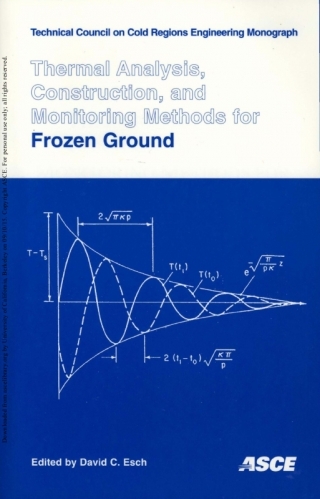 Technical Council on Cold Regions Engineering Monograph
Thermal Analysis,
Construction, and
Monitoring Methods for
Frozen Ground
2√πκp
T-Ts
T(t₁)
T(t₀)
e^-√(π/pκ) z
2(t₁-t₀)√(κπ/p)
Edited by David C. Esch
ASCE